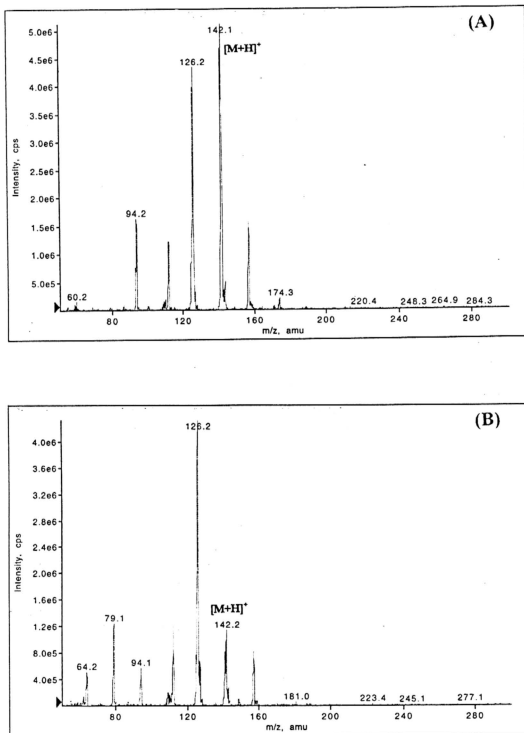 (A)
142.1
5.0e6
[M+H]+
126.2
4.5e6
4.0e6
3.5e6
3.0e6
Intensity, cps
2.5e6
2.0e6
94.2
1.5e6
1.0e6
5.0e5
60.2
174.3
220.4
248.3
264.9
284.3
80
120
160
200
240
280
m/z, amu
(B)
126.2
4.0e6
3.6e6
3.2e6
2.8e6
2.4e6
Intensity, cps
2.0e6
1.6e6
[M+H]+
79.1
142.2
1.2e6
8.0e5
94.1
64.2
4.0e5
181.0
223.4
245.1
277.1
80
120
160
200
240
280
m/z, amu